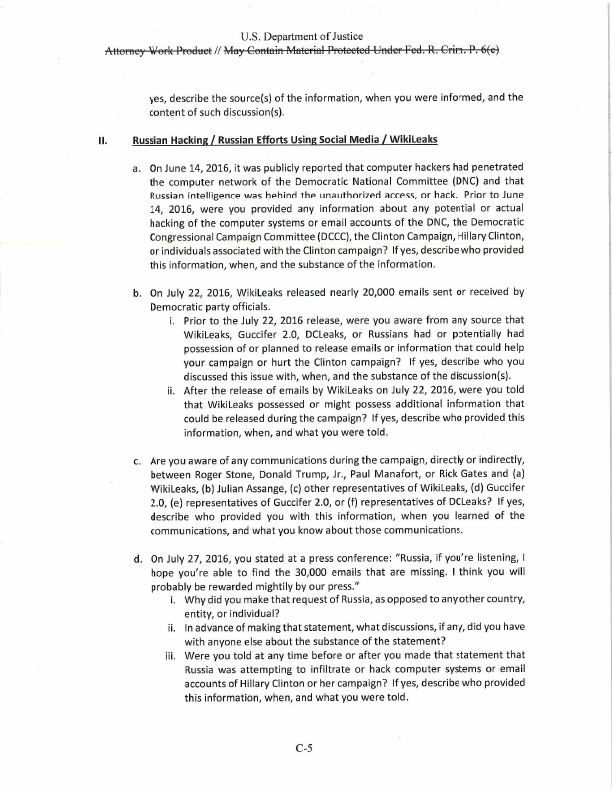 U.S. Department of Justice
Attorney Work Product // May Contain Material Protected Under Fed. R. Crim. P. 6(e)
yes, describe the source(s) of the information, when you were informed, and the
content of such discussion(s).
II. Russian Hacking / Russian Efforts Using Social Media / WikiLeaks
a. On June 14, 2016, it was publicly reported that computer hackers had penetrated
the computer network of the Democratic National Committee (DNC) and that
Russian intelligence was behind the unauthorized access, or hack. Prior to June
14, 2016, were you provided any information about any potential or actual
hacking of the computer systems or email accounts of the DNC, the Democratic
Congressional Campaign Committee (DCCC), the Clinton Campaign, Hillary Clinton,
or individuals associated with the Clinton campaign? If yes, describe who provided
this information, when, and the substance of the information.
b. On July 22, 2016, WikiLeaks released nearly 20,000 emails sent or received by
Democratic party officials.
i. Prior to the July 22, 2016 release, were you aware from any source that
WikiLeaks, Guccifer 2.0, DCLeaks, or Russians had or potentially had
possession of or planned to release emails or information that could help
your campaign or hurt the Clinton campaign? If yes, describe who you
discussed this issue with, when, and the substance of the discussion(s).
ii. After the release of emails by WikiLeaks on July 22, 2016, were you told
that WikiLeaks possessed or might possess additional information that
could be released during the campaign? If yes, describe who provided this
information, when, and what you were told.
c. Are you aware of any communications during the campaign, directly or indirectly,
between Roger Stone, Donald Trump, Jr., Paul Manafort, or Rick Gates and (a)
WikiLeaks, (b) Julian Assange, (c) other representatives of WikiLeaks, (d) Guccifer
2.0, (e) representatives of Guccifer 2.0, or (f) representatives of DCLeaks? If yes,
describe who provided you with this information, when you learned of the
communications, and what you know about those communications.
d. On July 27, 2016, you stated at a press conference: “Russia, if you’re listening, I
hope you’re able to find the 30,000 emails that are missing. I think you will
probably be rewarded mightily by our press.”
i. Why did you make that request of Russia, as opposed to any other country,
entity, or individual?
ii. In advance of making that statement, what discussions, if any, did you have
with anyone else about the substance of the statement?
iii. Were you told at any time before or after you made that statement that
Russia was attempting to infiltrate or hack computer systems or email
accounts of Hillary Clinton or her campaign? If yes, describe who provided
this information, when, and what you were told.
C-5